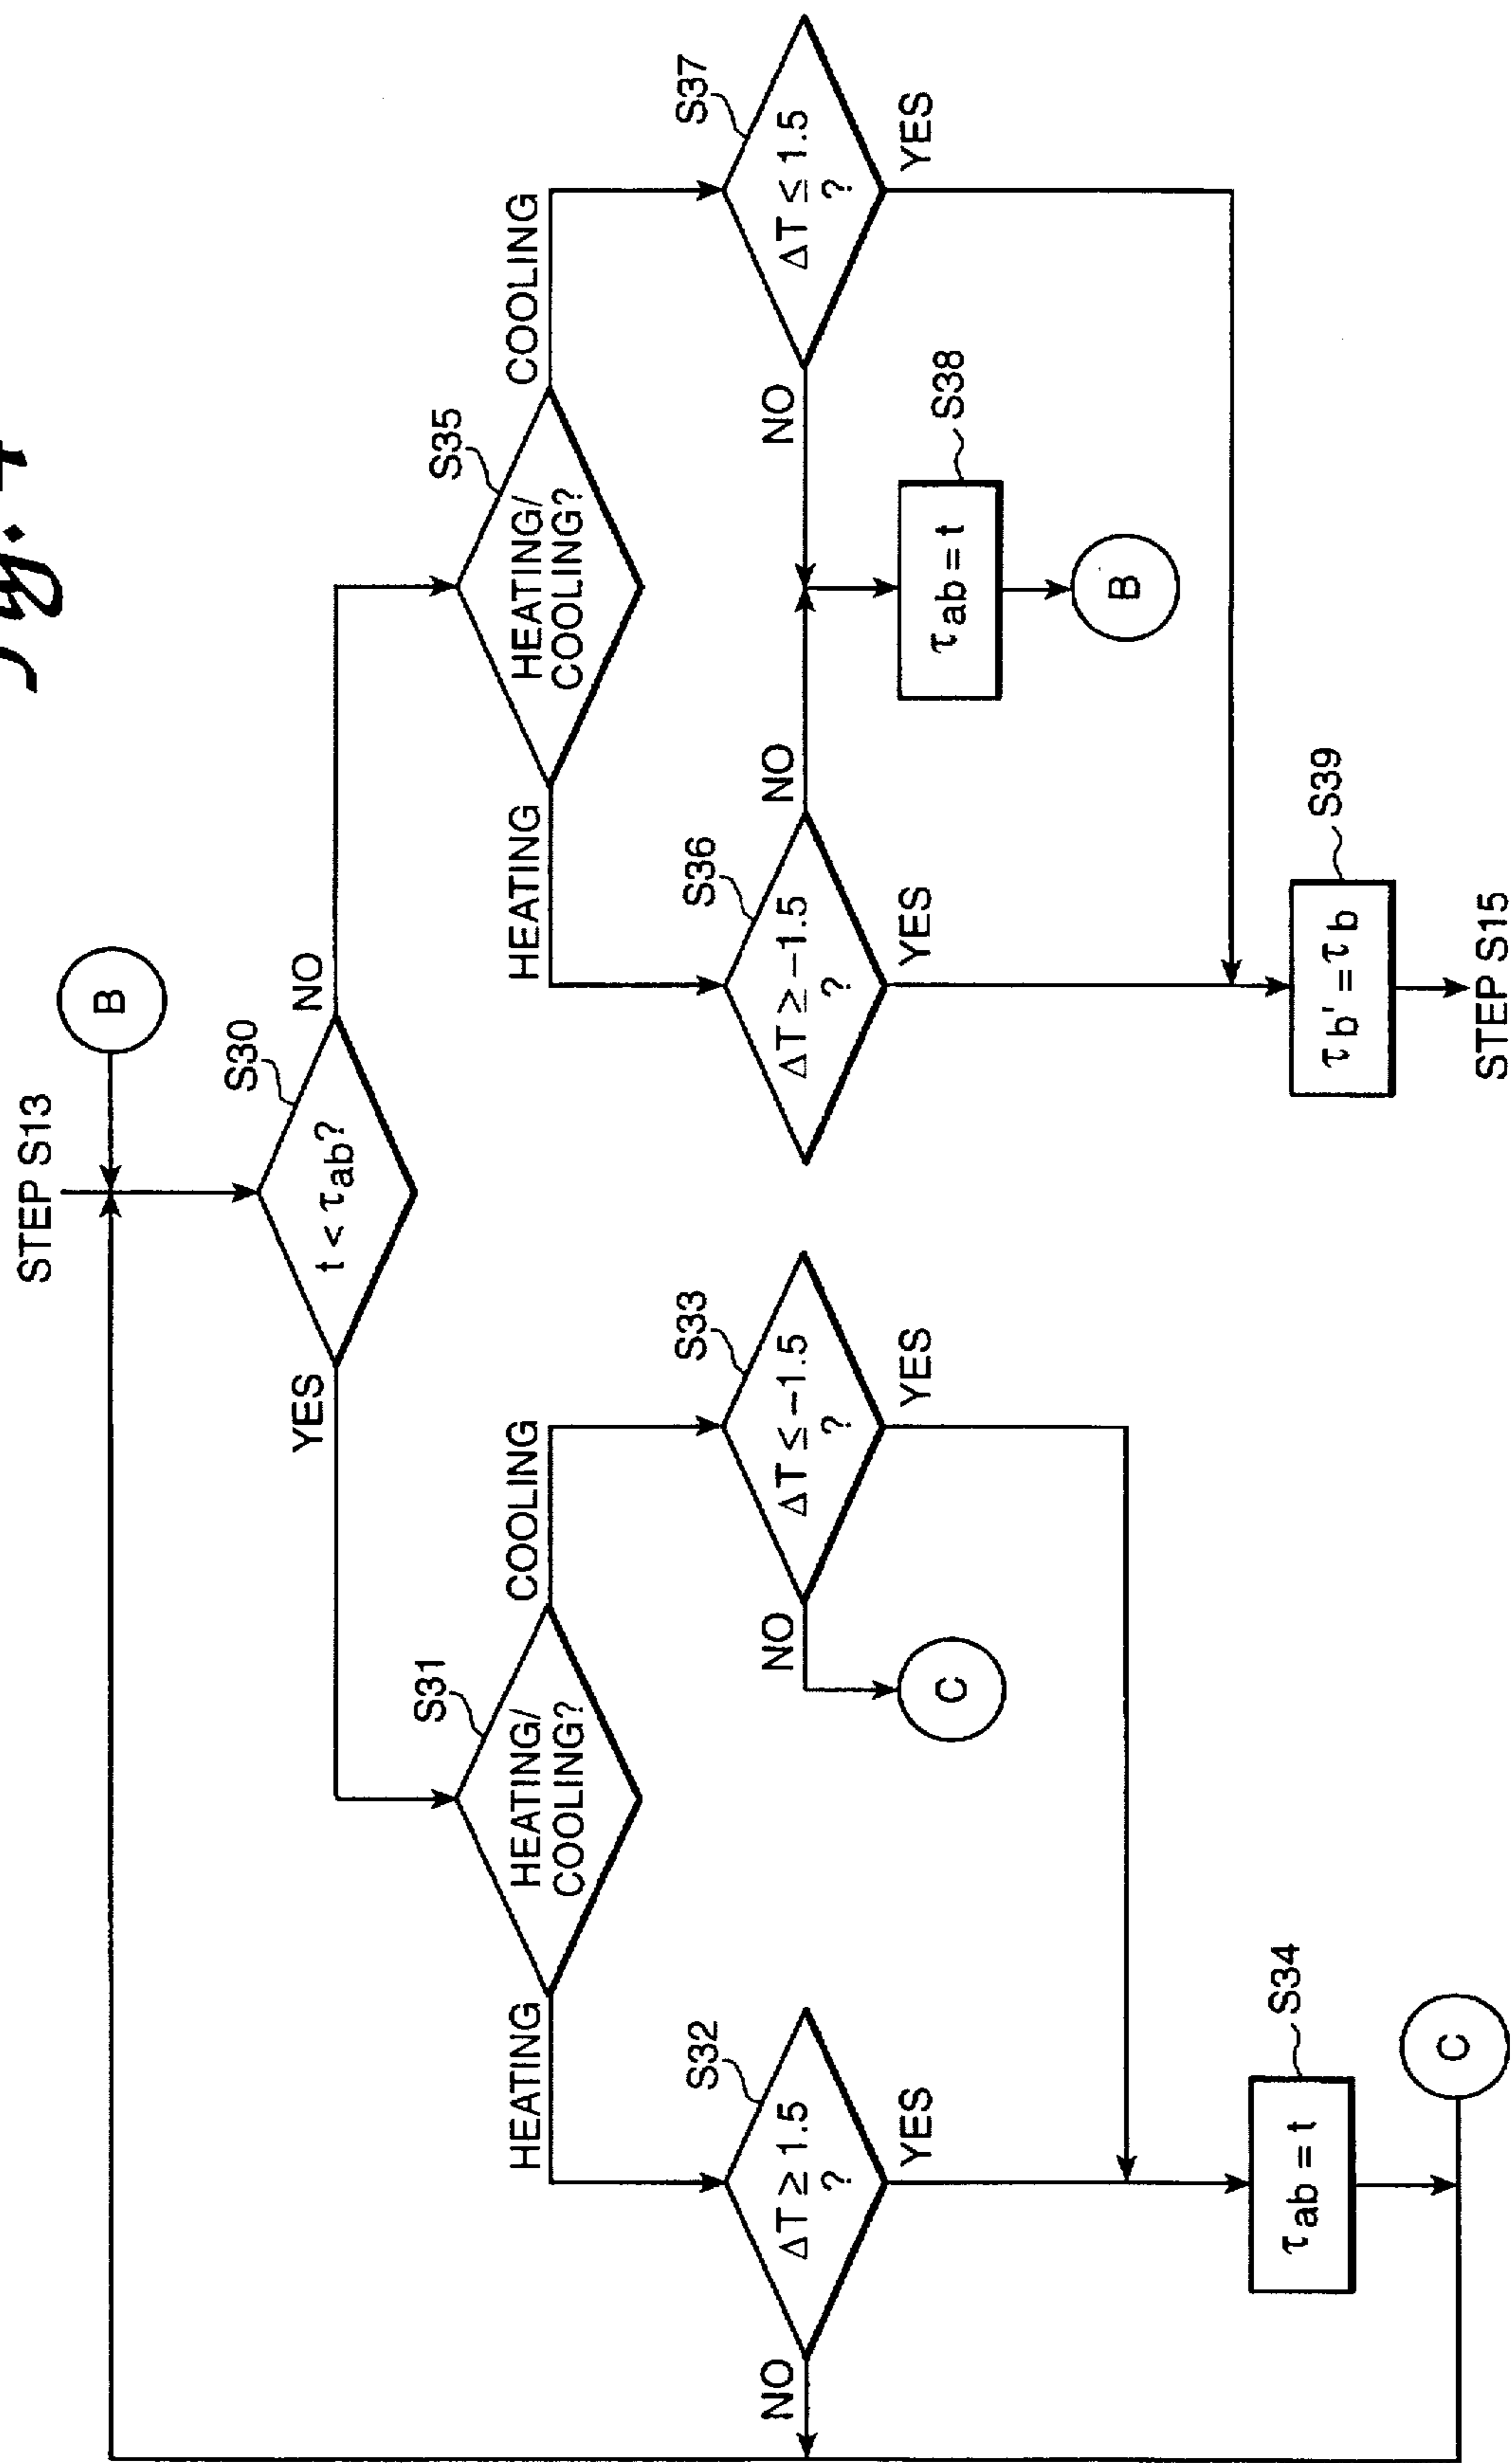 STEP S13
B
S30
t < τab?
YES
NO
S31
HEATING/
COOLING?
HEATING
COOLING
S35
HEATING/
COOLING?
HEATING
COOLING
S32
ΔT ≥ 1.5
?
NO
YES
S33
ΔT ≤ −1.5
?
NO
YES
C
S36
ΔT ≥ −1.5
?
NO
YES
S37
ΔT ≤ 1.5
?
NO
YES
S38
τab = t
B
S34
τab = t
C
S39
τb' = τb
STEP S15